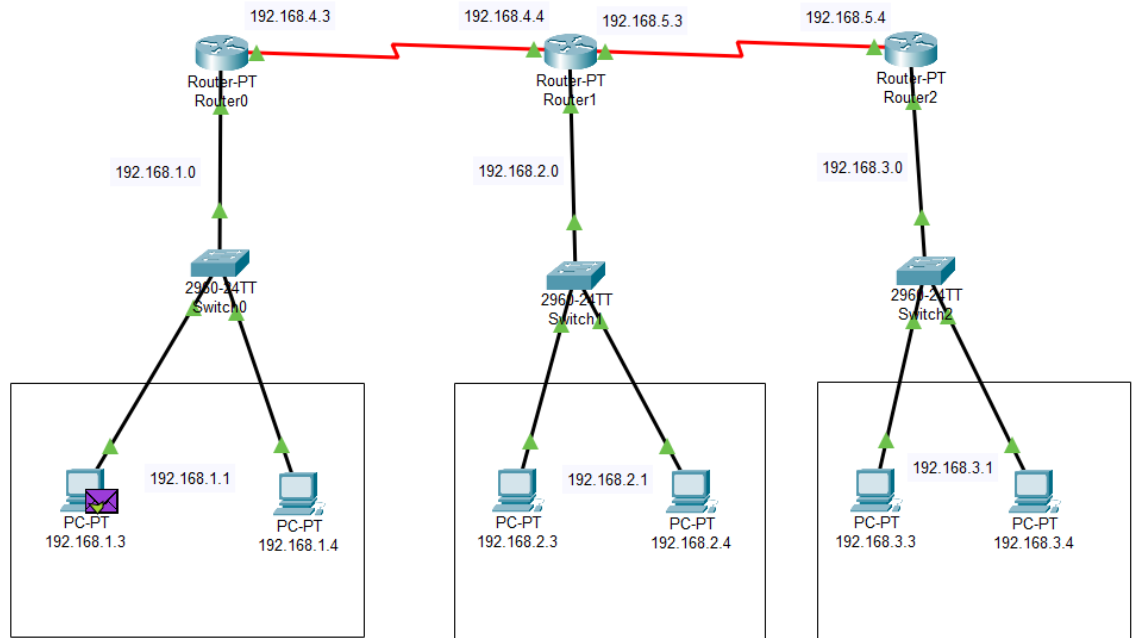 192.168.4.3
192.168.4.4
192.168.5.3
192.168.5.4
Router-PT
Router0
Router-PT
Router1
Router-PT
Router2
192.168.1.0
192.168.2.0
192.168.3.0
2960-24TT
Switch0
2960-24TT
Switch1
2960-24TT
Switch2
192.168.1.1
192.168.2.1
192.168.3.1
PC-PT
192.168.1.3
PC-PT
192.168.1.4
PC-PT
192.168.2.3
PC-PT
192.168.2.4
PC-PT
192.168.3.3
PC-PT
192.168.3.4